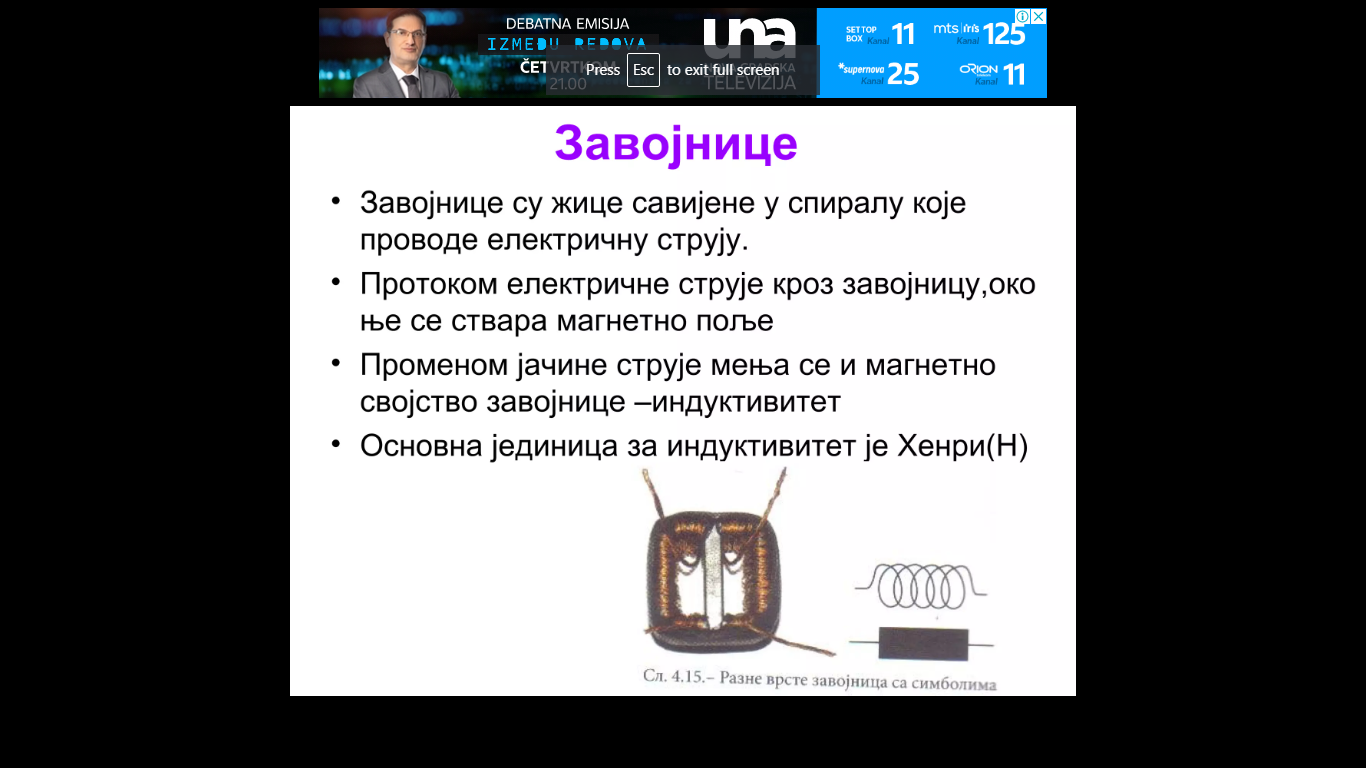 DEBATNA EMISIJA
IZMEĐU REDOVA
ČETVRTKOM
21.00
una
TELEVIZIJA
SET TOP
BOX Kanal 11
mts iris Kanal 125
supernova Kanal 25
ORION Kanal 11
Press Esc to exit full screen
Завојнице
• Завојнице су жице савијене у спиралу које
проводе електричну струју.
• Протоком електричне струје кроз завојницу,око
ње се ствара магнетно поље
• Променом јачине струје мења се и магнетно
својство завојнице –индуктивитет
• Основна јединица за индуктивитет је Хенри(H)
Сл. 4.15.– Разне врсте завојница са симболима